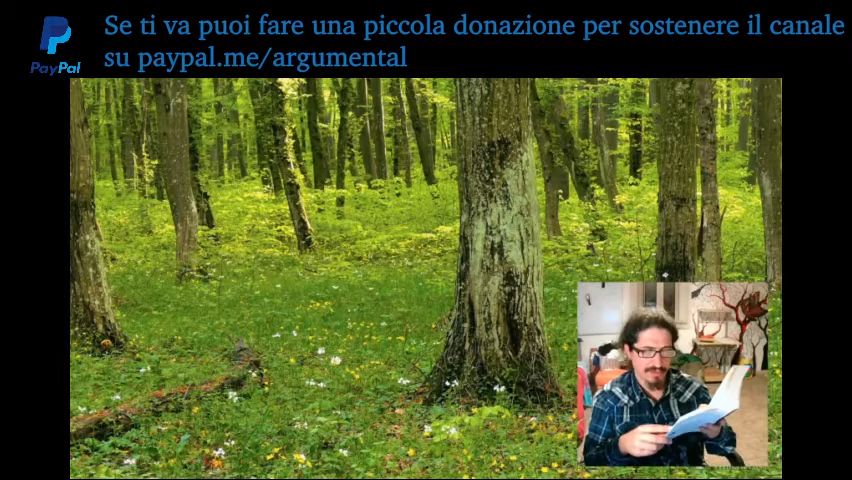 Se ti va puoi fare una piccola donazione per sostenere il canale
PayPal su paypal.me/argumental